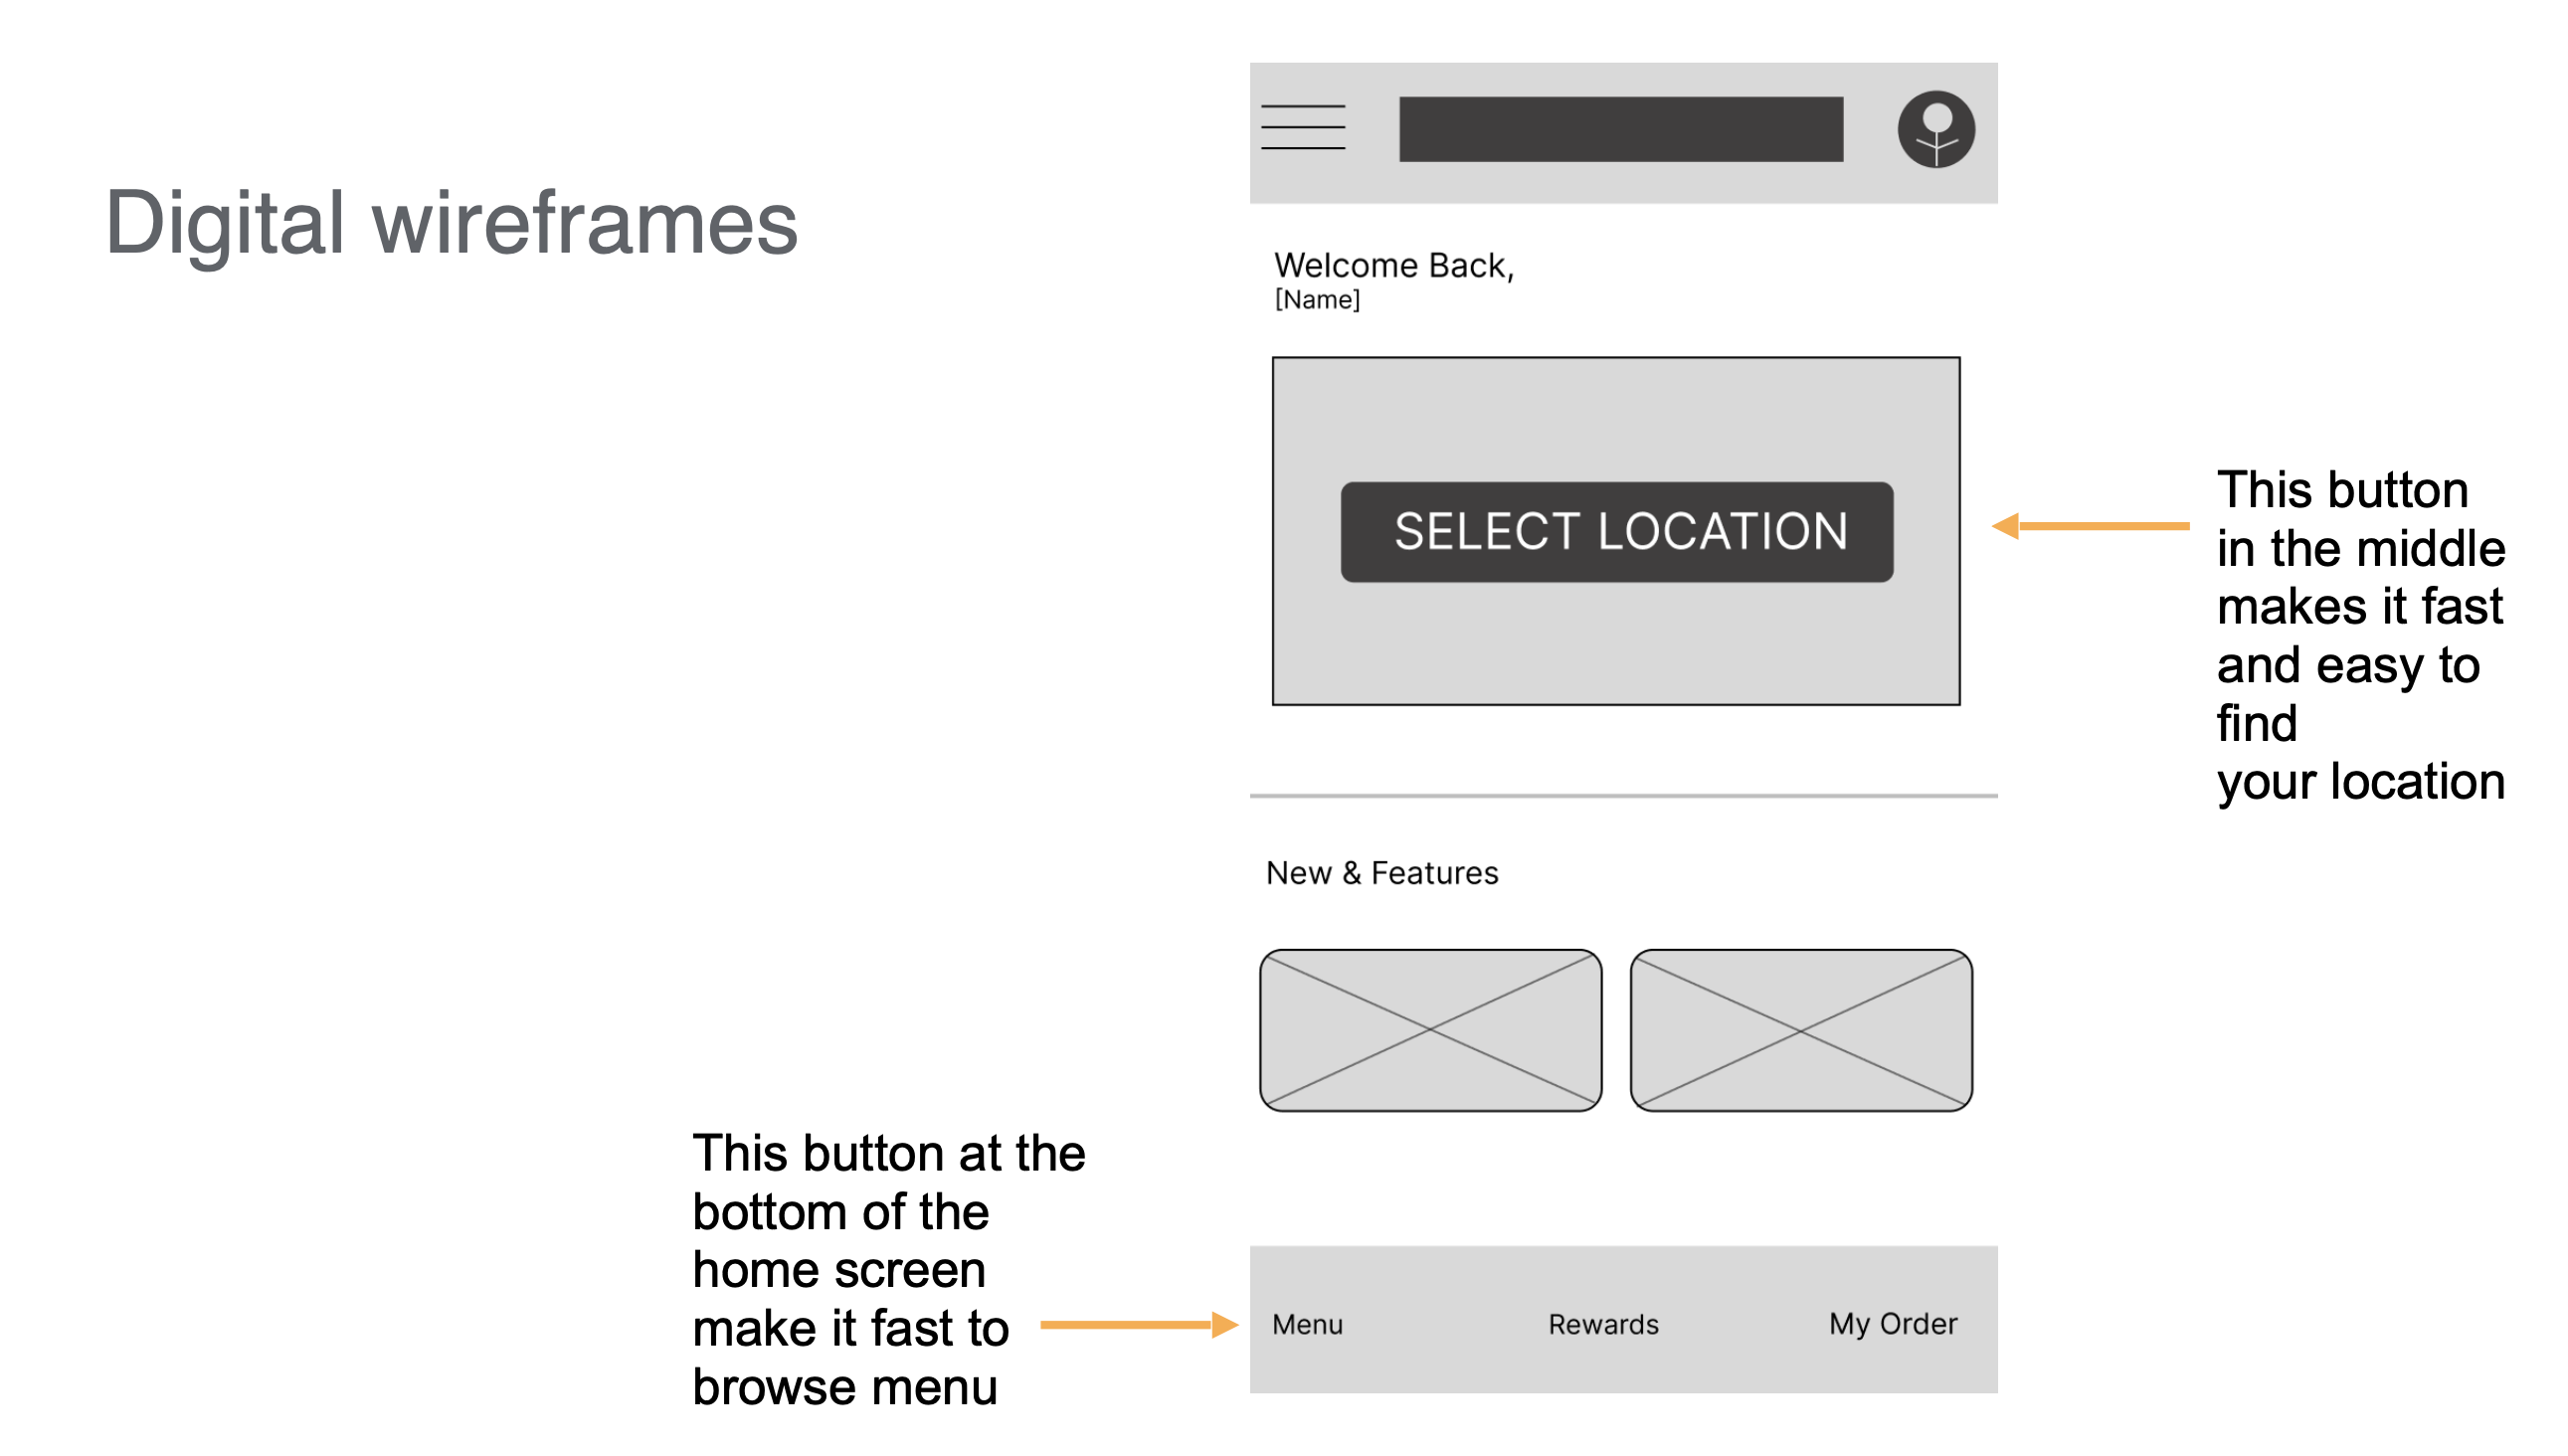 Digital wireframes
Welcome Back,
[Name]
SELECT LOCATION
This button
in the middle
makes it fast
and easy to
find
your location
New & Features
This button at the
bottom of the
home screen
make it fast to
browse menu
Menu
Rewards
My Order